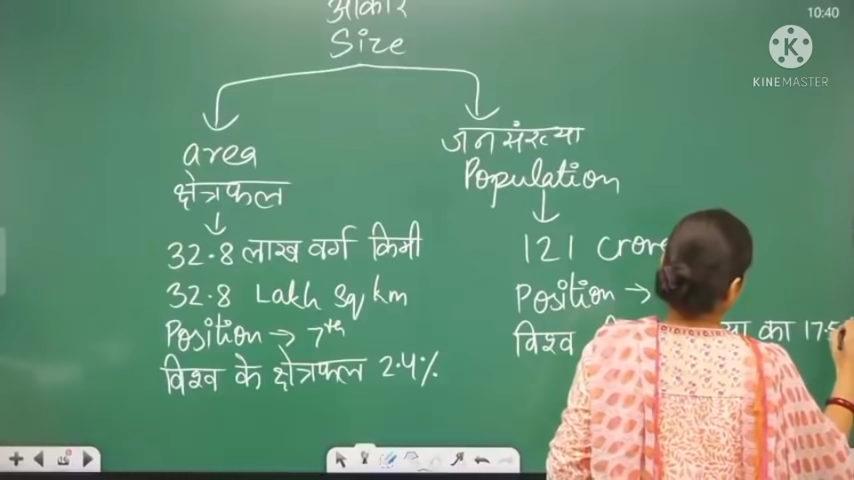 आकार
Size
area
क्षेत्रफल
32.8 लाख वर्ग किमी
32.8 Lakh Sq Km
Position → 7th
विश्व के क्षेत्रफल 2.4%
जनसंख्या
Population
121 Crore
Position →
विश्व
का 17.5
10:40
KINEMASTER